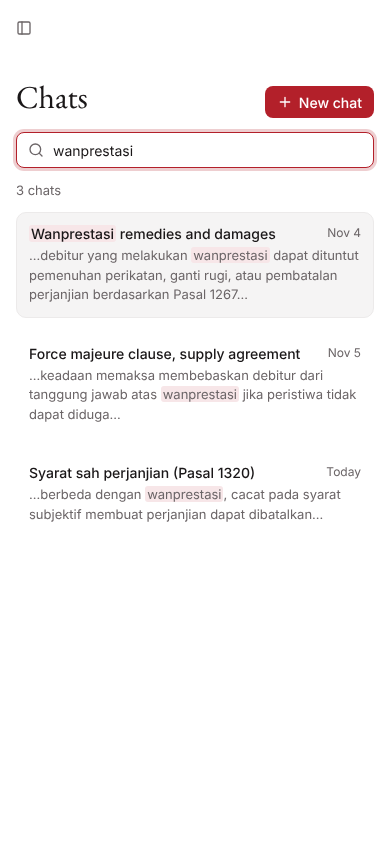 Chats
New chat
wanprestasi
3 chats
Wanprestasi remedies and damages
Nov 4
...debitur yang melakukan wanprestasi dapat dituntut
pemenuhan perikatan, ganti rugi, atau pembatalan
perjanjian berdasarkan Pasal 1267...
Force majeure clause, supply agreement
Nov 5
...keadaan memaksa membebaskan debitur dari
tanggung jawab atas wanprestasi jika peristiwa tidak
dapat diduga...
Syarat sah perjanjian (Pasal 1320)
Today
...berbeda dengan wanprestasi, cacat pada syarat
subjektif membuat perjanjian dapat dibatalkan...